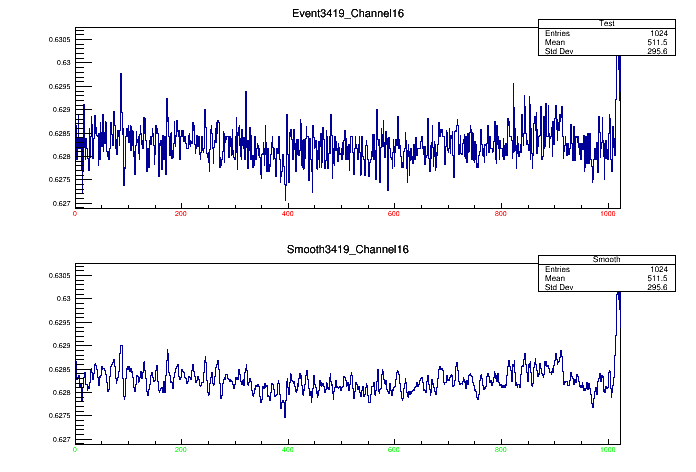 Event3419_Channel16
Test
Entries 1024
Mean 511.5
Std Dev 295.6
0.6305
0.63
0.6295
0.629
0.6285
0.628
0.6275
0.627
0 200 400 600 800 1000
Smooth3419_Channel16
Smooth
Entries 1024
Mean 511.5
Std Dev 295.6
0.6305
0.63
0.6295
0.629
0.6285
0.628
0.6275
0.627
0 200 400 600 800 1000